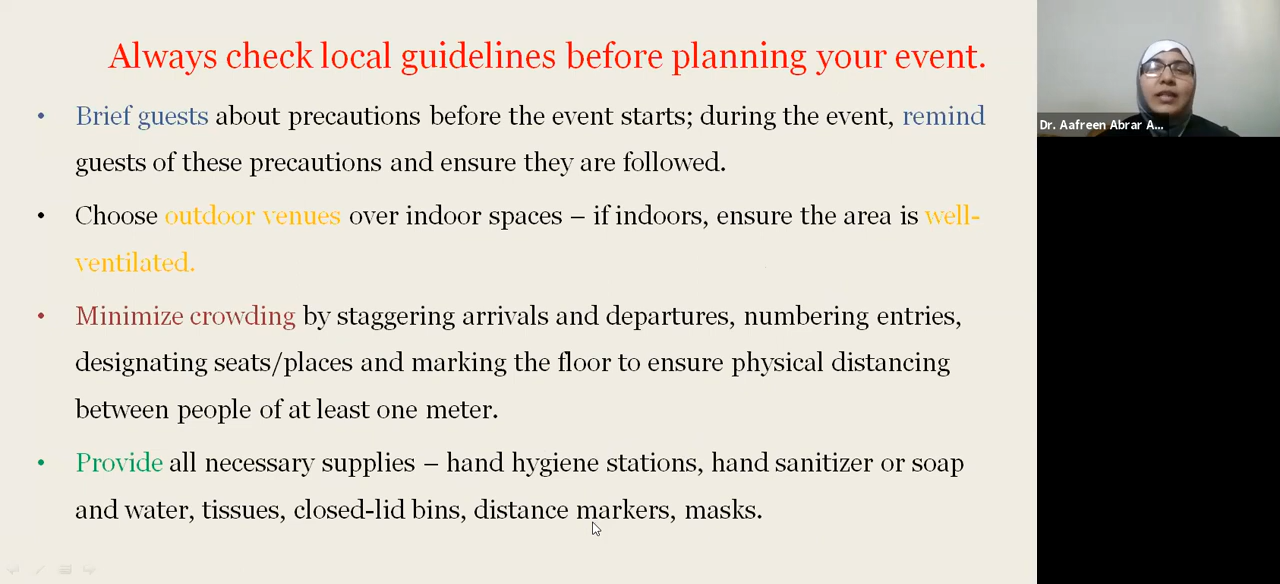 Always check local guidelines before planning your event.
• Brief guests about precautions before the event starts; during the event, remind
guests of these precautions and ensure they are followed.
• Choose outdoor venues over indoor spaces – if indoors, ensure the area is well-
ventilated.
• Minimize crowding by staggering arrivals and departures, numbering entries,
designating seats/places and marking the floor to ensure physical distancing
between people of at least one meter.
• Provide all necessary supplies – hand hygiene stations, hand sanitizer or soap
and water, tissues, closed-lid bins, distance markers, masks.
Dr. Aafreen Abrar A...